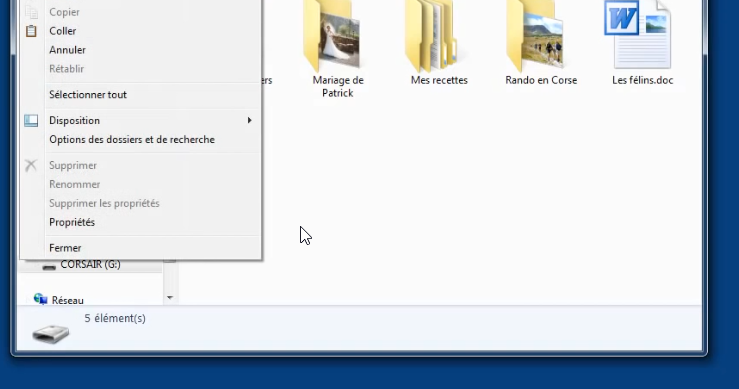 Copier
Coller
Annuler
Rétablir
Sélectionner tout
Disposition
Options des dossiers et de recherche
Supprimer
Renommer
Supprimer les propriétés
Propriétés
Fermer
ers
Mariage de
Patrick
Mes recettes
Rando en Corse
Les félins.doc
W
CORSAIR (G:)
Réseau
5 élément(s)